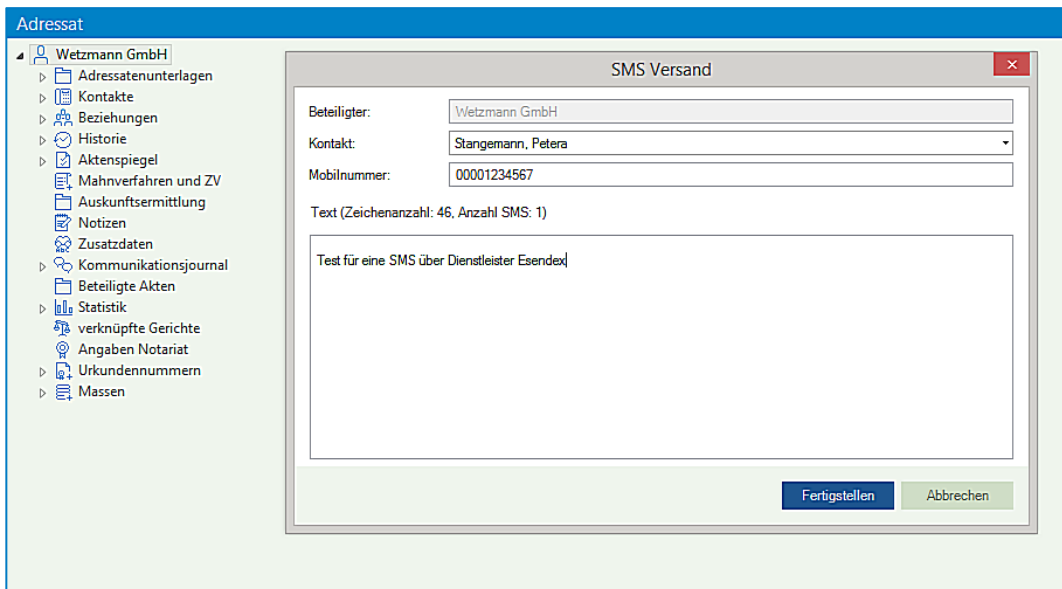 Adressat
Wetzmann GmbH
Adressatenunterlagen
Kontakte
Beziehungen
Historie
Aktenspiegel
Mahnverfahren und ZV
Auskunftsermittlung
Notizen
Zusatzdaten
Kommunikationsjournal
Beteiligte Akten
Statistik
verknüpfte Gerichte
Angaben Notariat
Urkundennummern
Massen
SMS Versand
Beteiligter: Wetzmann GmbH
Kontakt: Stangemann, Petera
Mobilnummer: 00001234567
Text (Zeichenanzahl: 46, Anzahl SMS: 1)
Test für eine SMS über Dienstleister Esendex
Fertigstellen Abbrechen